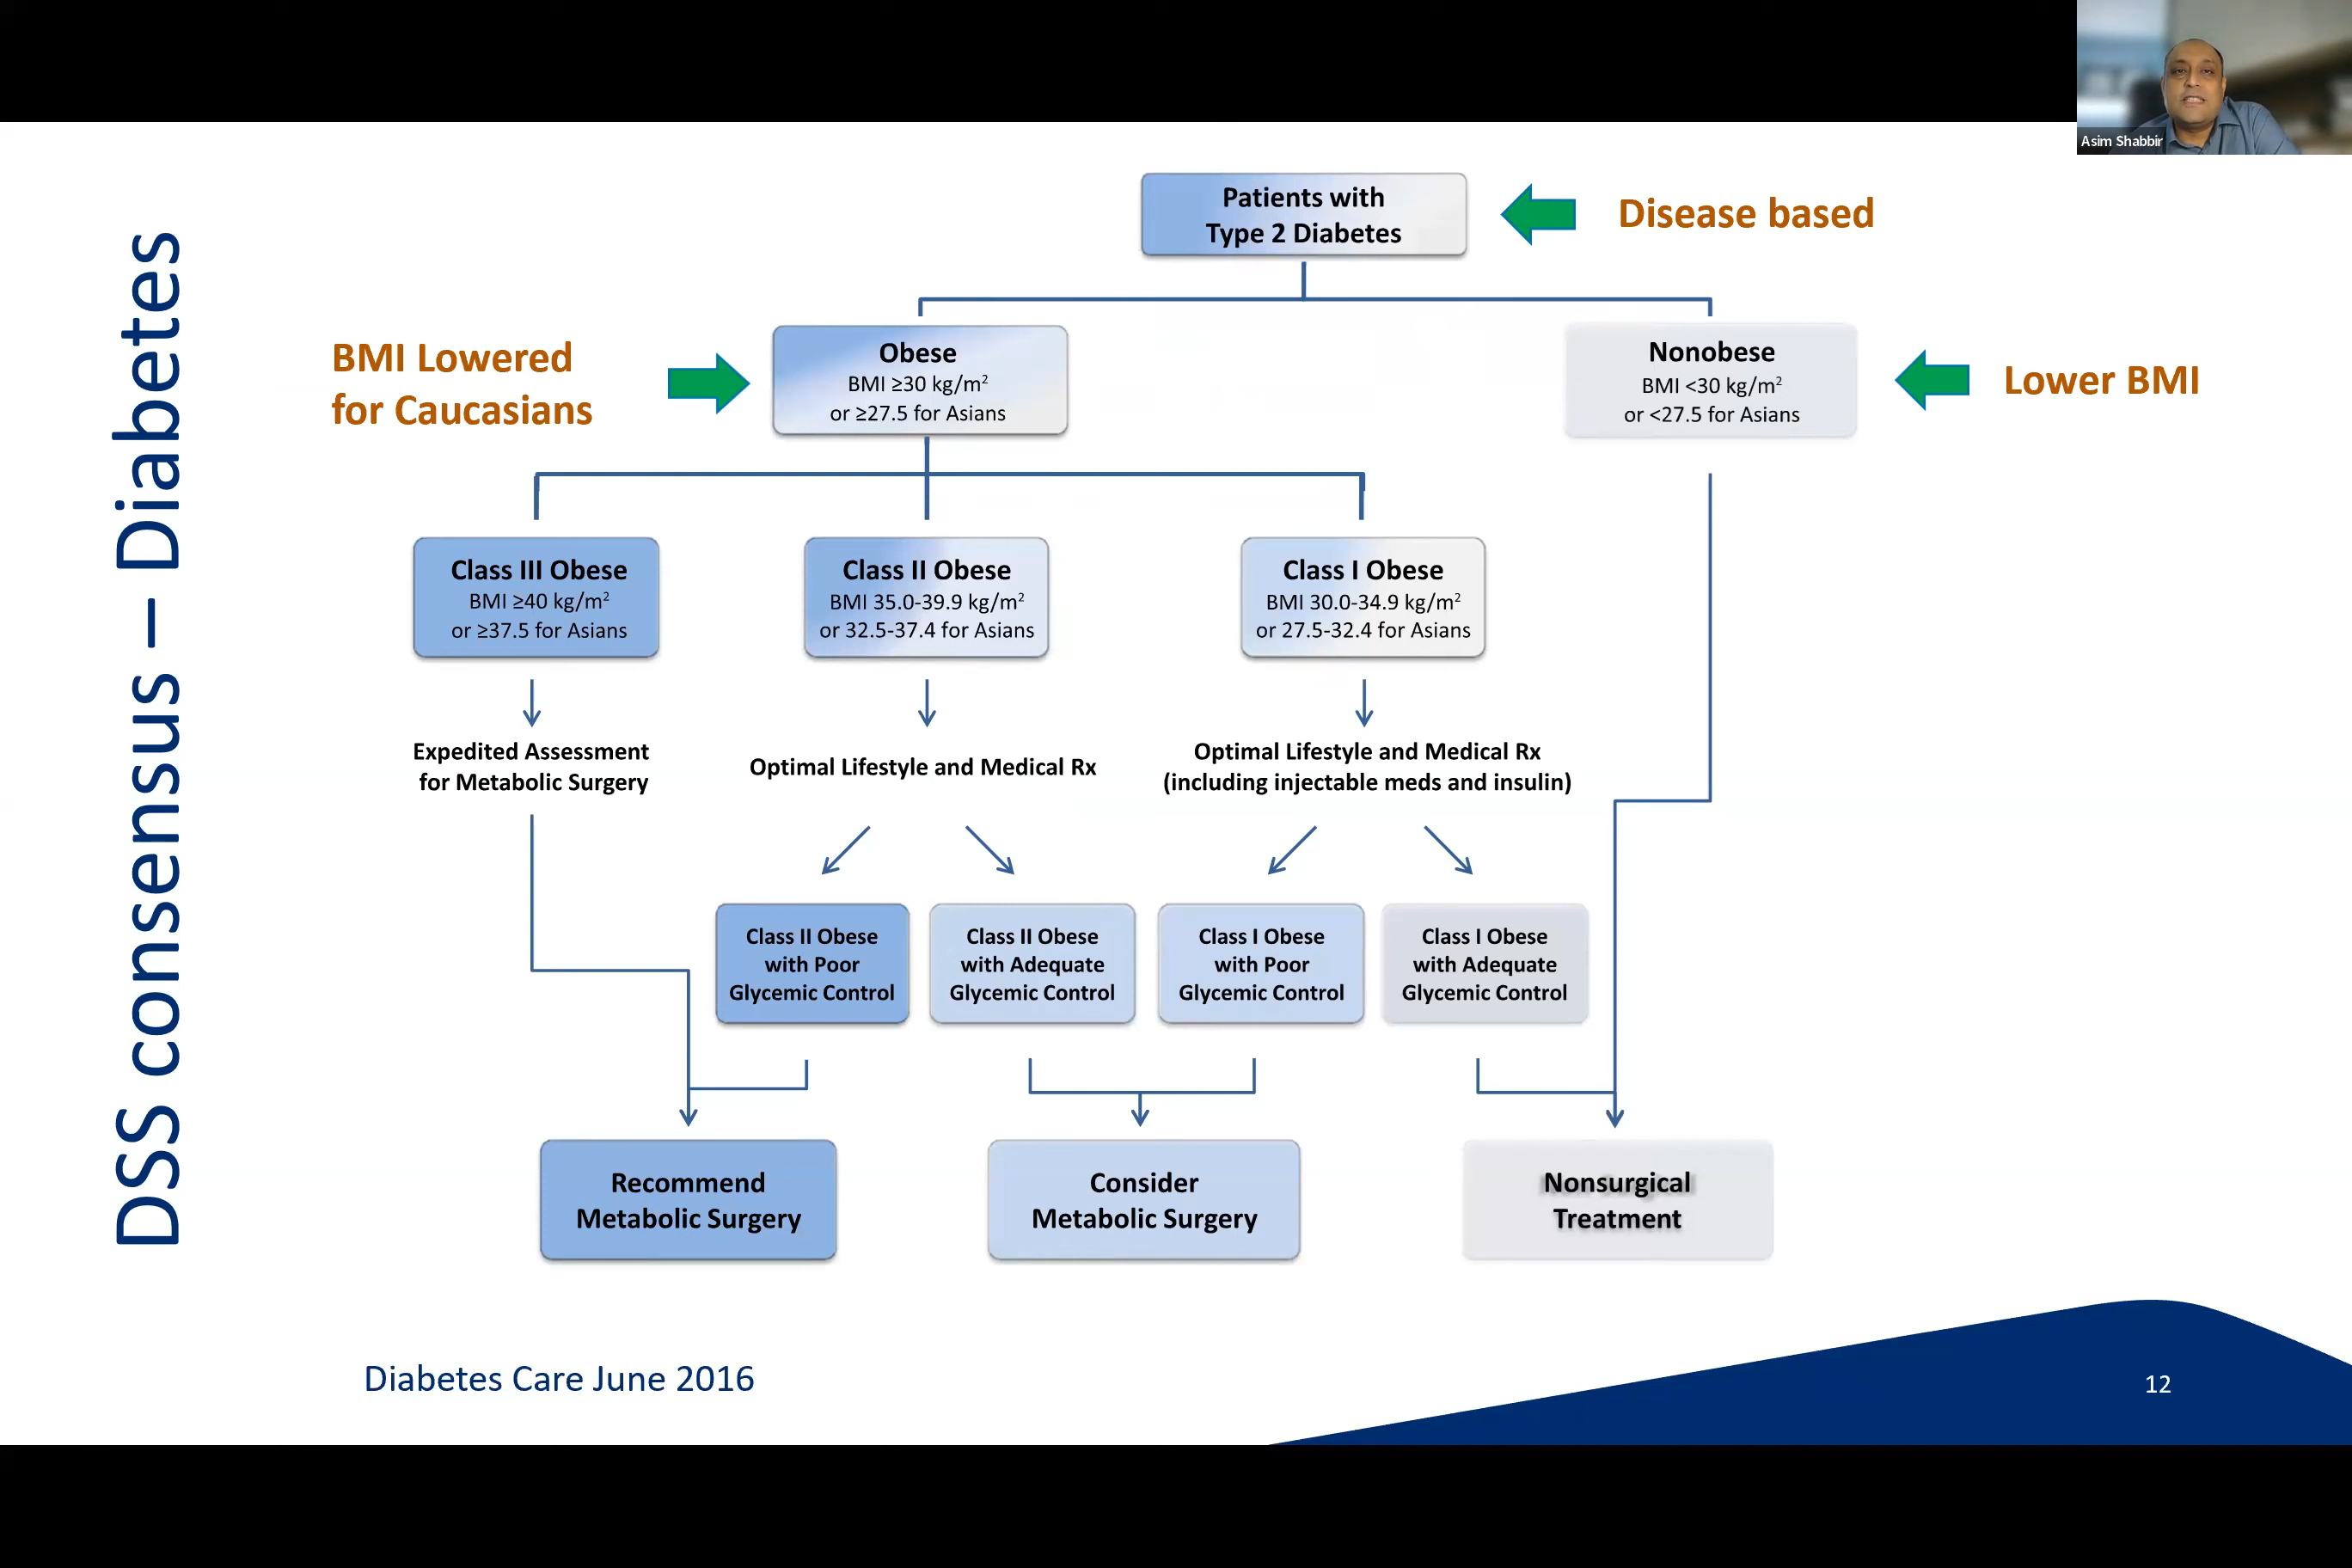 Asim Shabbir
DSS consensus – Diabetes
Patients with
Type 2 Diabetes
Disease based
BMI Lowered
for Caucasians
Obese
BMI ≥30 kg/m²
or ≥27.5 for Asians
Nonobese
BMI <30 kg/m²
or <27.5 for Asians
Lower BMI
Class III Obese
BMI ≥40 kg/m²
or ≥37.5 for Asians
Class II Obese
BMI 35.0-39.9 kg/m²
or 32.5-37.4 for Asians
Class I Obese
BMI 30.0-34.9 kg/m²
or 27.5-32.4 for Asians
Expedited Assessment
for Metabolic Surgery
Optimal Lifestyle and Medical Rx
Optimal Lifestyle and Medical Rx
(including injectable meds and insulin)
Class II Obese
with Poor
Glycemic Control
Class II Obese
with Adequate
Glycemic Control
Class I Obese
with Poor
Glycemic Control
Class I Obese
with Adequate
Glycemic Control
Recommend
Metabolic Surgery
Consider
Metabolic Surgery
Nonsurgical
Treatment
Diabetes Care June 2016
12